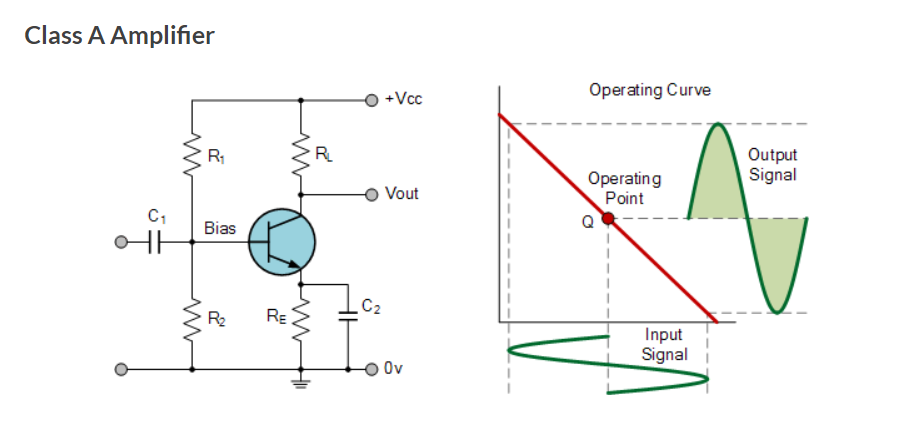 Class A Amplifier
+Vcc
R1
RL
Vout
C1
Bias
R2
RE
C2
0v
Operating Curve
Operating
Point
Q
Output
Signal
Input
Signal